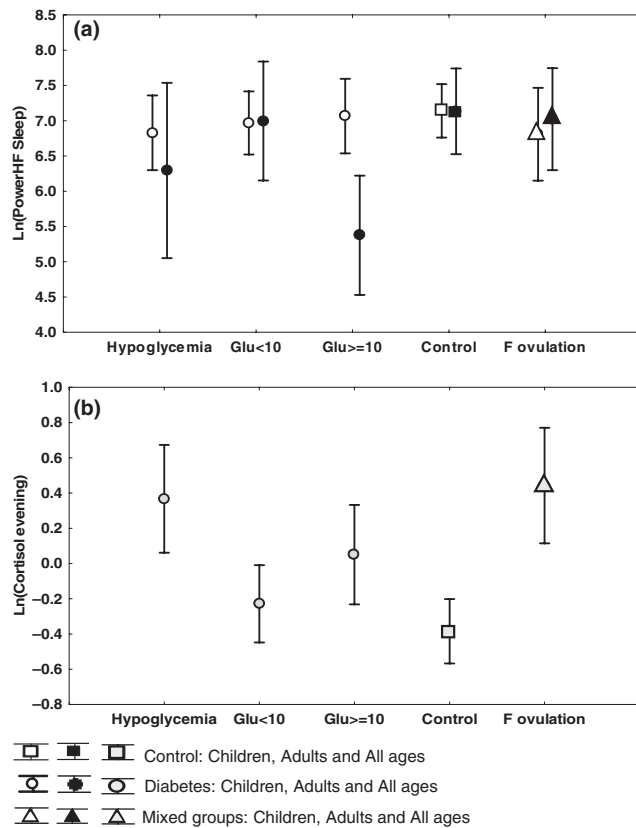 (a)
Ln(PowerHF Sleep)
8.5
8.0
7.5
7.0
6.5
6.0
5.5
5.0
4.5
4.0
Hypoglycemia Glu<10 Glu>=10 Control F ovulation
(b)
Ln(Cortisol evening)
1.0
0.8
0.6
0.4
0.2
0.0
−0.2
−0.4
−0.6
−0.8
Hypoglycemia Glu<10 Glu>=10 Control F ovulation
Control: Children, Adults and All ages
Diabetes: Children, Adults and All ages
Mixed groups: Children, Adults and All ages